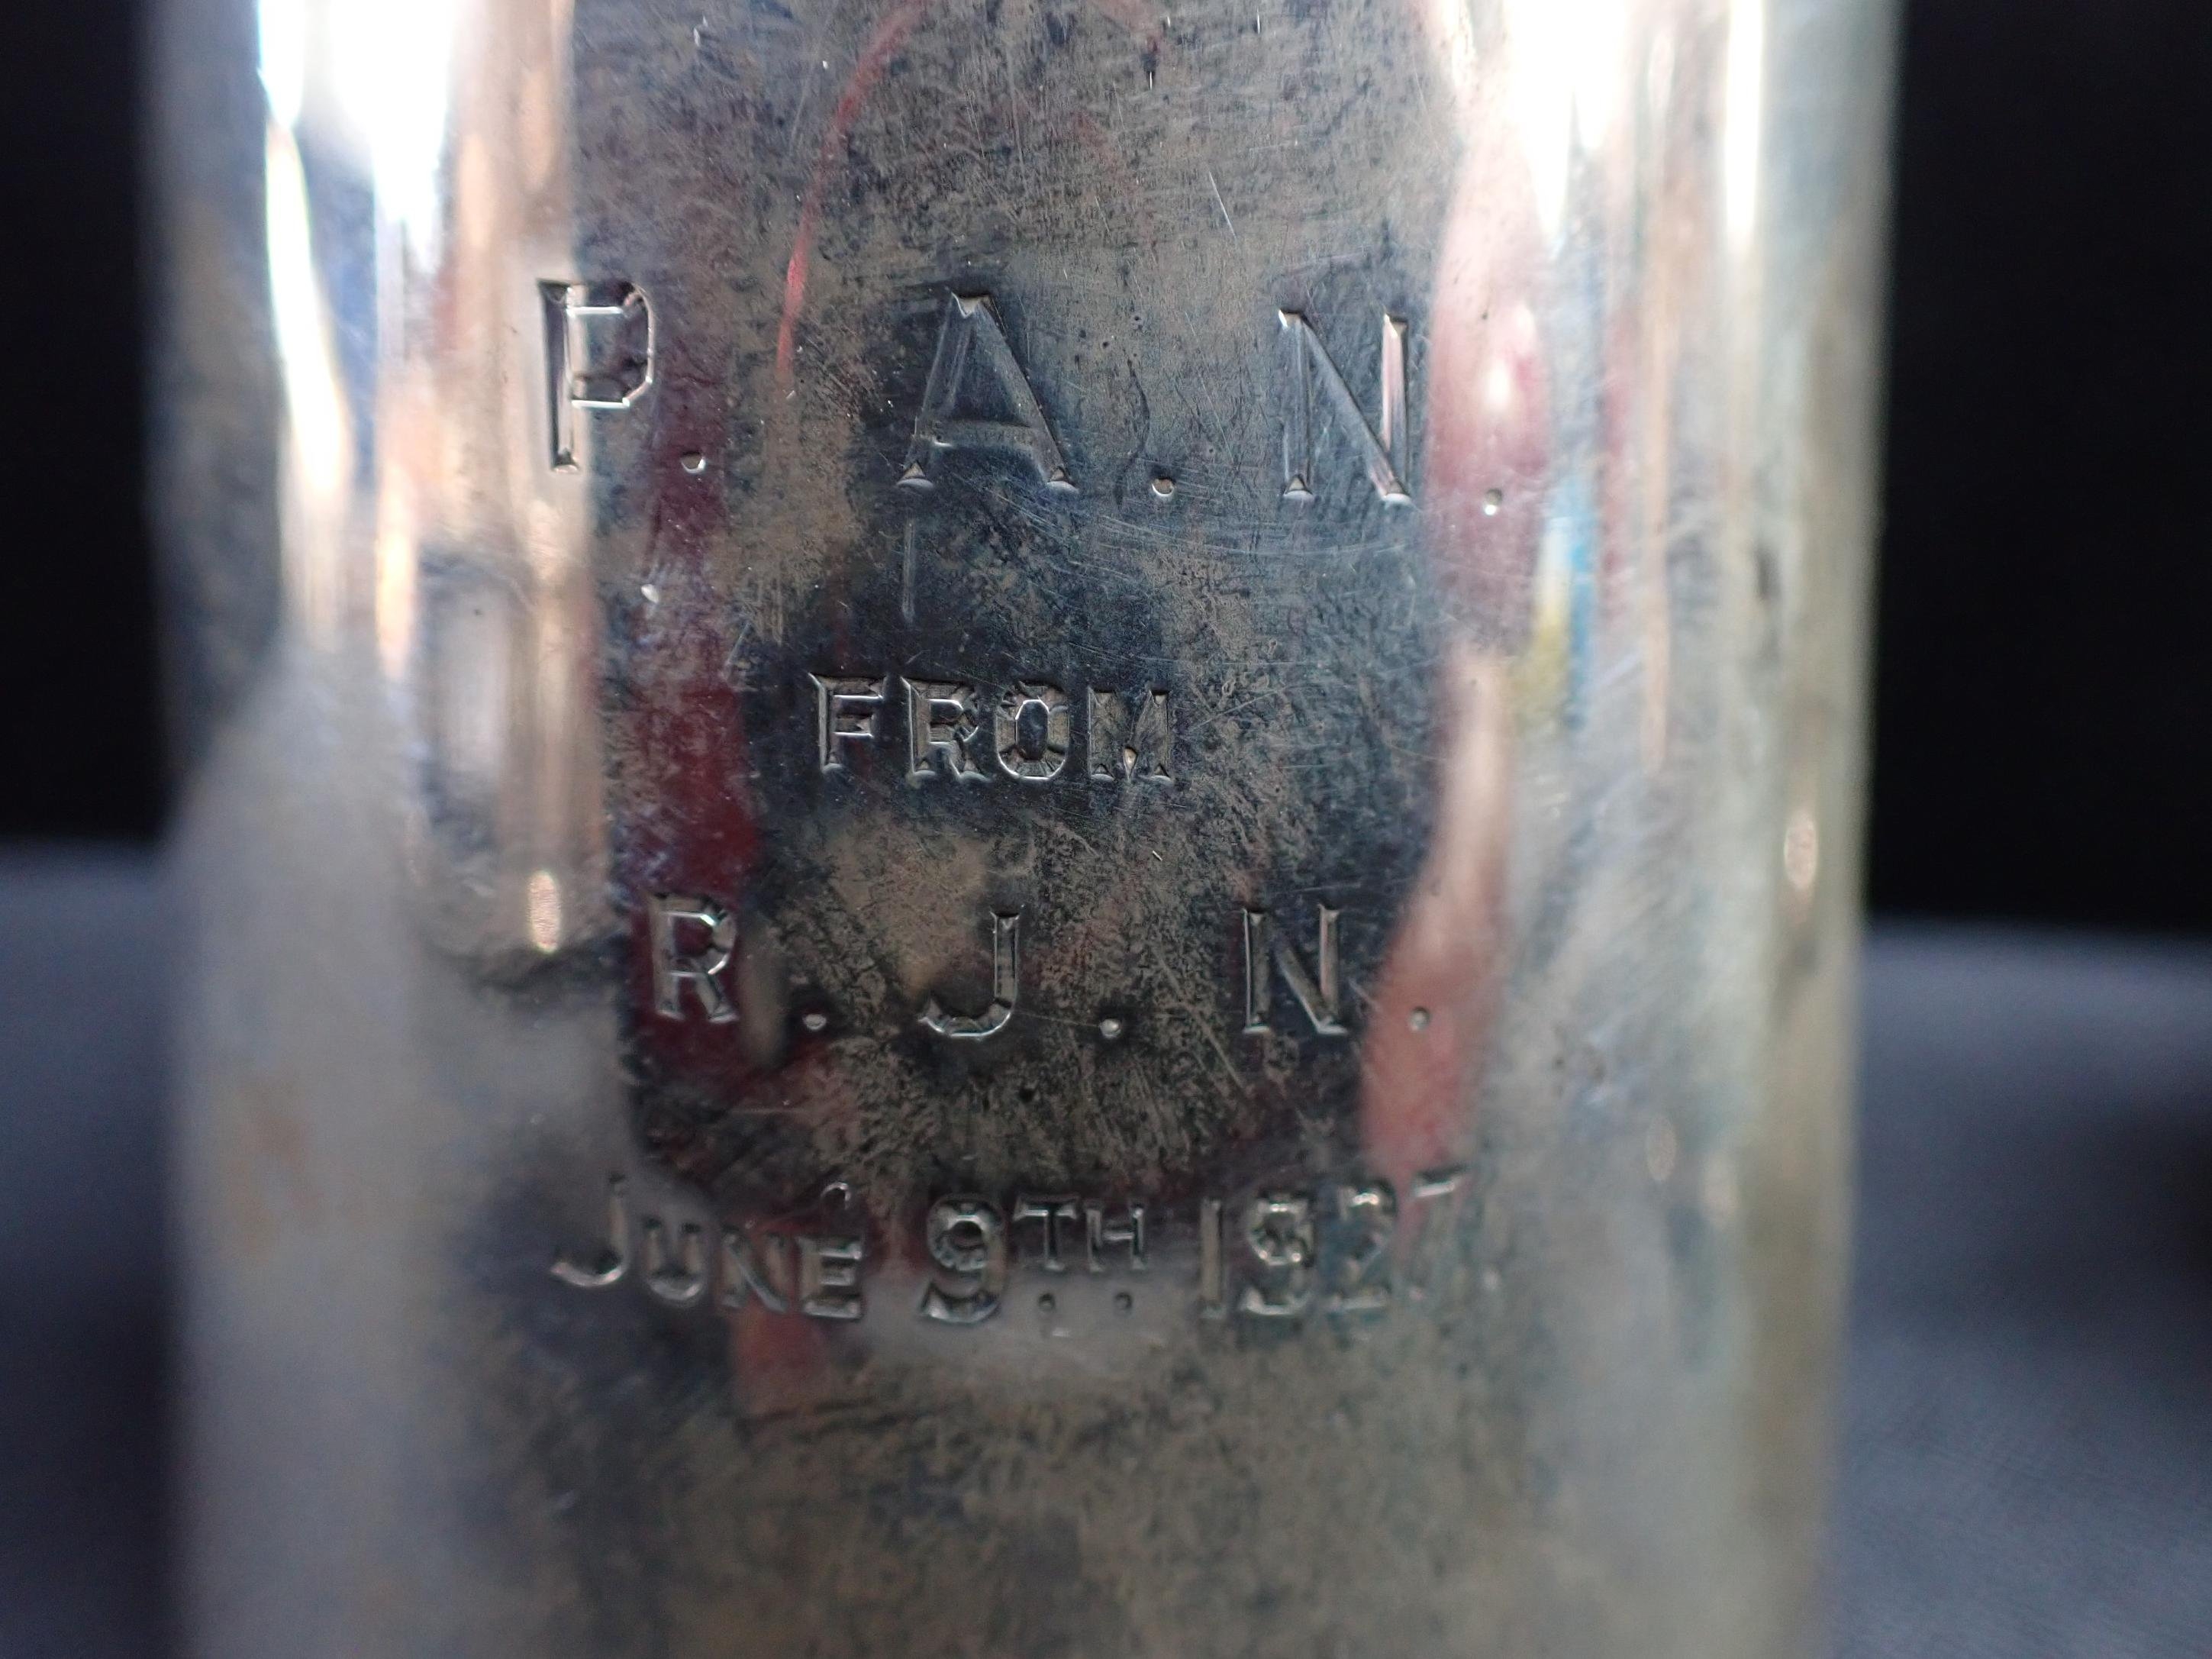 P. A. N.
FROM
R. J. N.
JUNE 9TH 1927